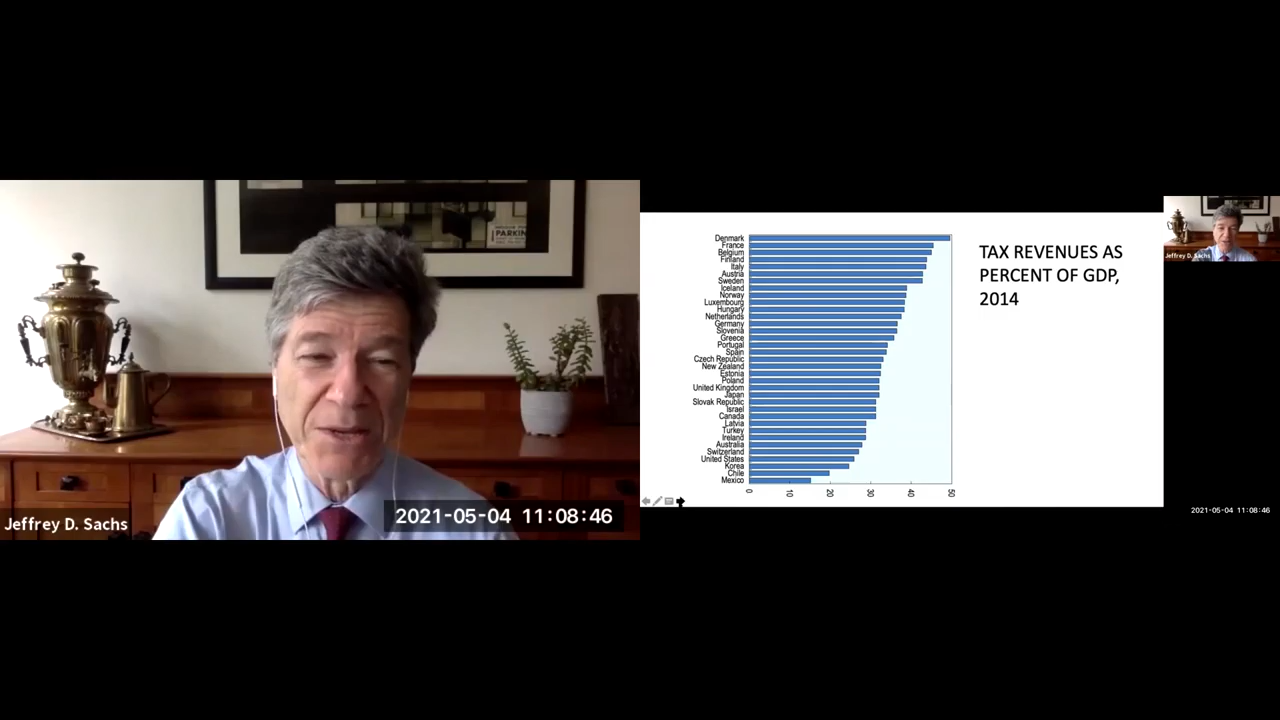 PARKIN
Jeffrey D. Sachs
2021-05-04 11:08:46
Denmark
France
Belgium
Finland
Italy
Austria
Sweden
Iceland
Norway
Luxembourg
Hungary
Netherlands
Germany
Slovenia
Greece
Portugal
Spain
Czech Republic
New Zealand
Estonia
Poland
United Kingdom
Japan
Slovak Republic
Israel
Canada
Latvia
Turkey
Ireland
Australia
Switzerland
United States
Korea
Chile
Mexico
0 10 20 30 40 50
TAX REVENUES AS
PERCENT OF GDP,
2014
Jeffrey D. Sachs
2021-05-04 11:08:46